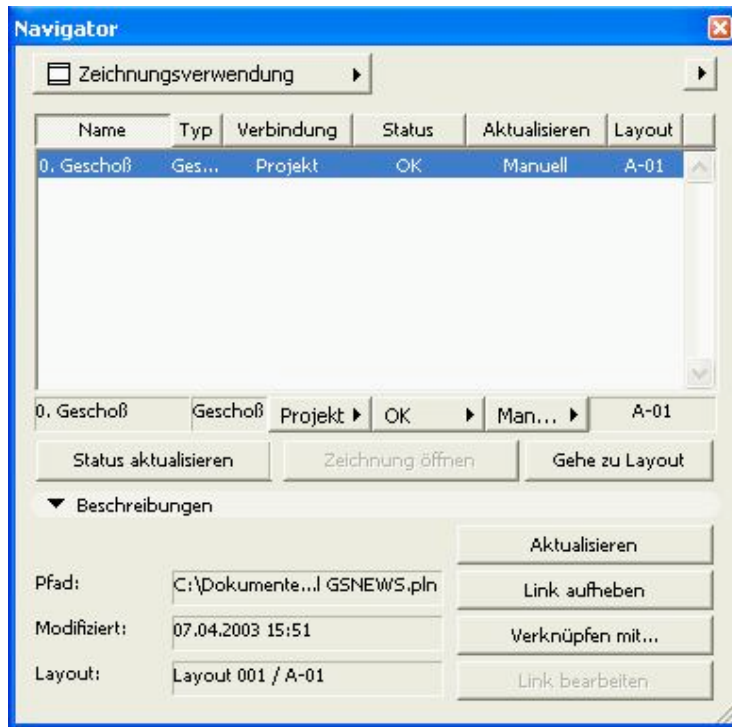 Navigator
Zeichnungsverwendung
Name Typ Verbindung Status Aktualisieren Layout
0. Geschoß Ges... Projekt OK Manuell A-01
0. Geschoß Geschoß Projekt OK Man... A-01
Status aktualisieren Zeichnung öffnen Gehe zu Layout
Beschreibungen
Aktualisieren
Pfad: C:\Dokumente...l GSNEWS.pln Link aufheben
Modifiziert: 07.04.2003 15:51 Verknüpfen mit...
Layout: Layout 001 / A-01 Link bearbeiten